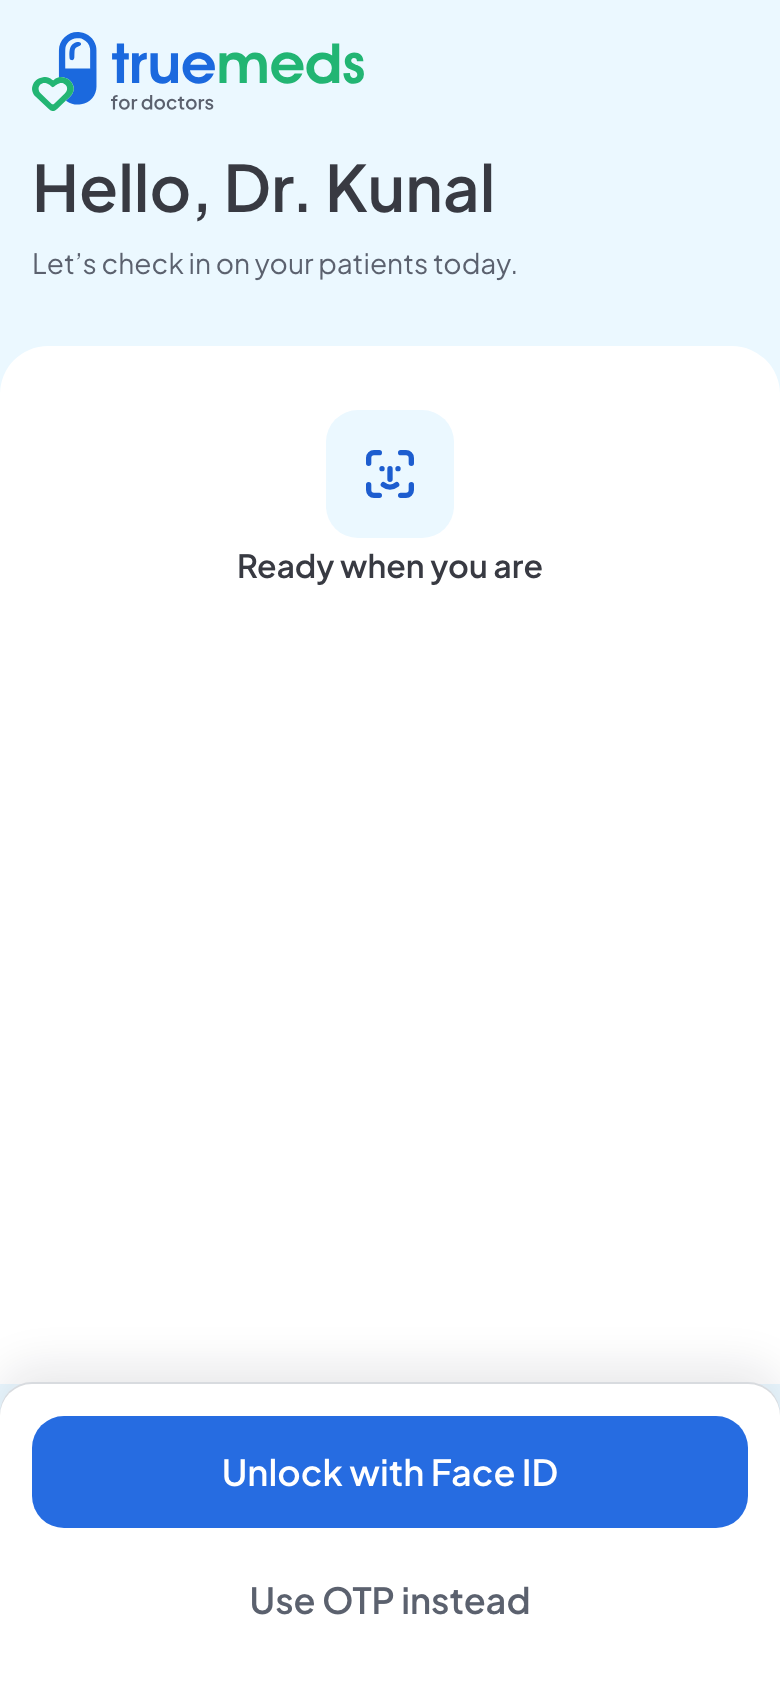 truemeds
for doctors
Hello, Dr. Kunal
Let’s check in on your patients today.
Ready when you are
Unlock with Face ID
Use OTP instead